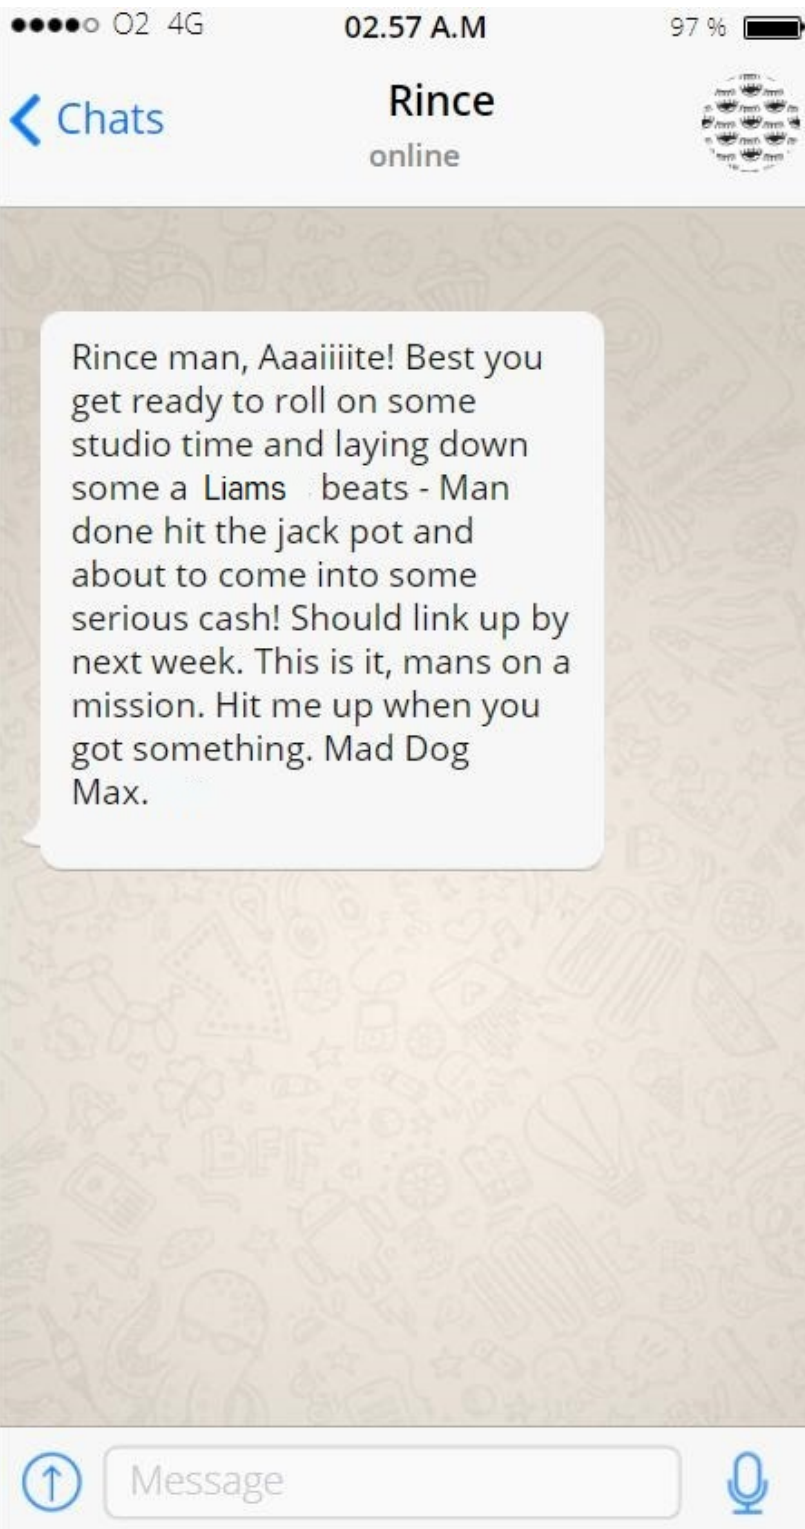 O2 4G 02.57 A.M 97 %
Chats Rince
online
Rince man, Aaaiiiite! Best you
get ready to roll on some
studio time and laying down
some a Liams beats - Man
done hit the jack pot and
about to come into some
serious cash! Should link up by
next week. This is it, mans on a
mission. Hit me up when you
got something. Mad Dog
Max.
BFF
Message